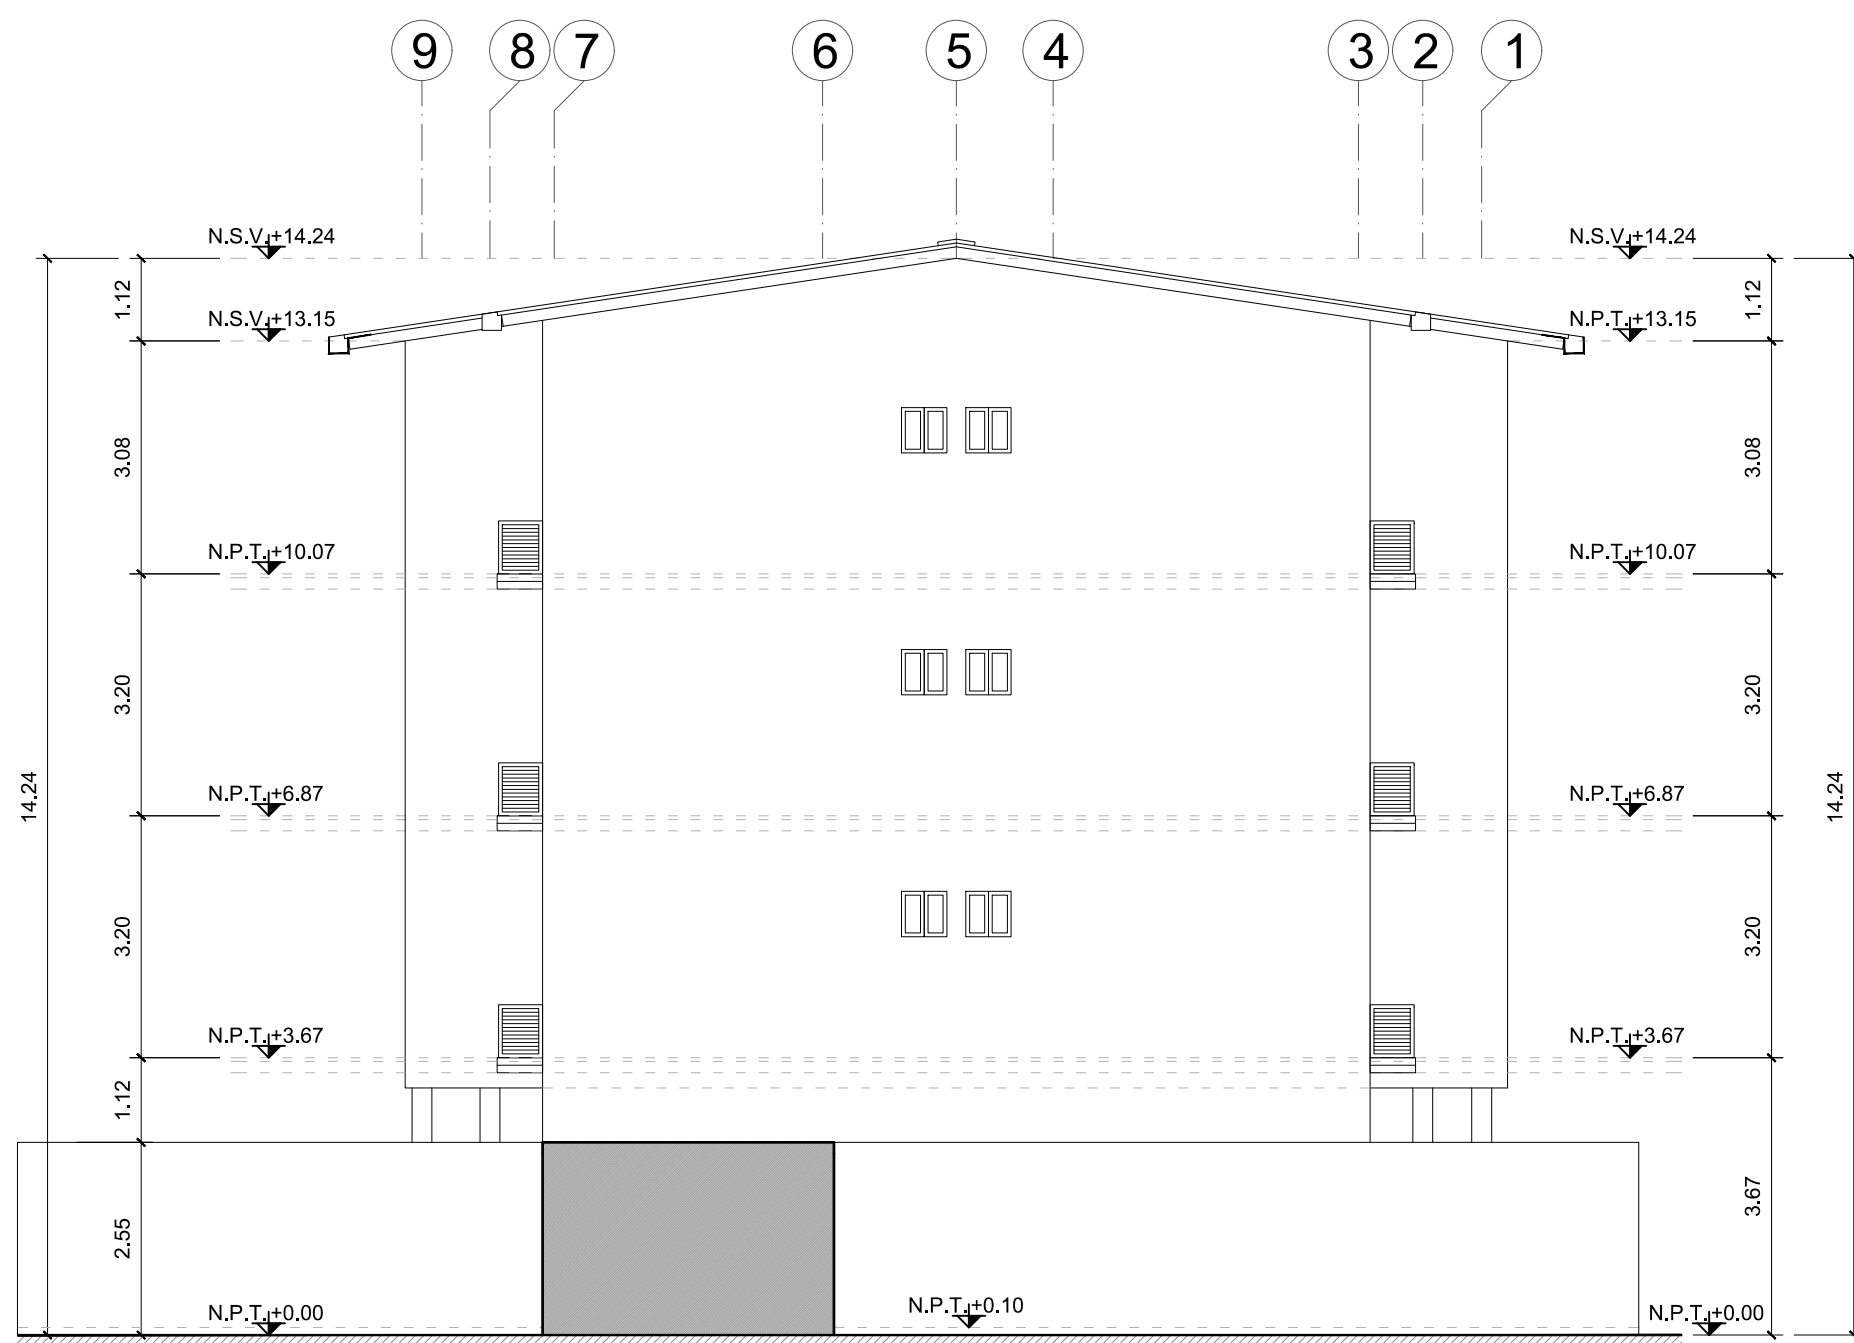 9 8 7 6 5 4 3 2 1
N.S.V.+14.24 N.S.V.+14.24
1.12 1.12
N.S.V.+13.15 N.P.T.+13.15
3.08 3.08
N.P.T.+10.07 N.P.T.+10.07
3.20 3.20
14.24 N.P.T.+6.87 N.P.T.+6.87 14.24
3.20 3.20
N.P.T.+3.67 N.P.T.+3.67
1.12
2.55 3.67
N.P.T.+0.00 N.P.T.+0.10 N.P.T.+0.00